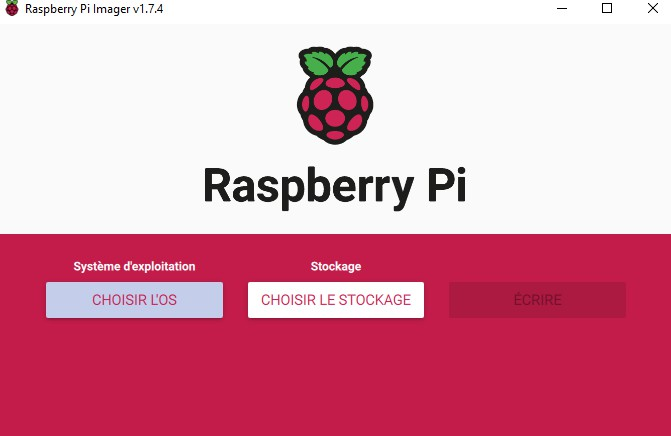 Raspberry Pi Imager v1.7.4
Raspberry Pi
Système d'exploitation
Stockage
CHOISIR L'OS
CHOISIR LE STOCKAGE
ÉCRIRE